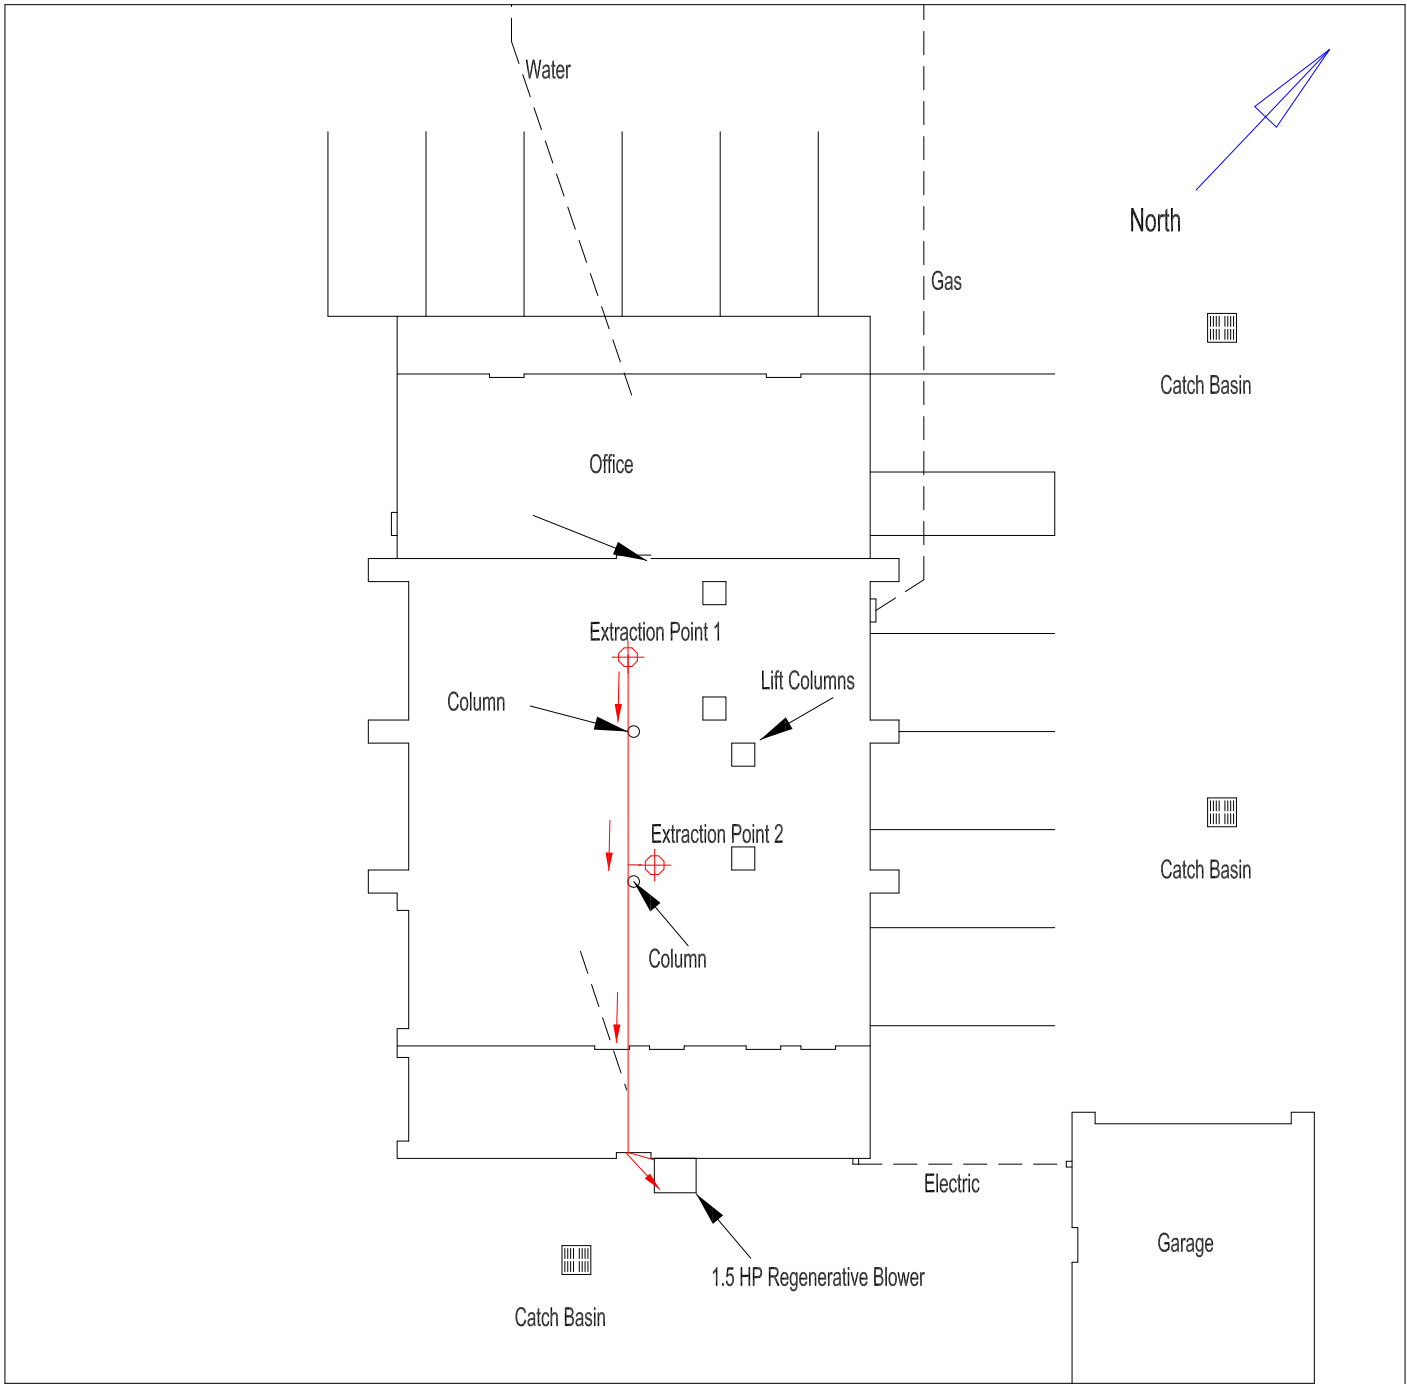 Water
North
Gas
Catch Basin
Office
Extraction Point 1
Lift Columns
Column
Extraction Point 2
Catch Basin
Column
Electric
Garage
1.5 HP Regenerative Blower
Catch Basin